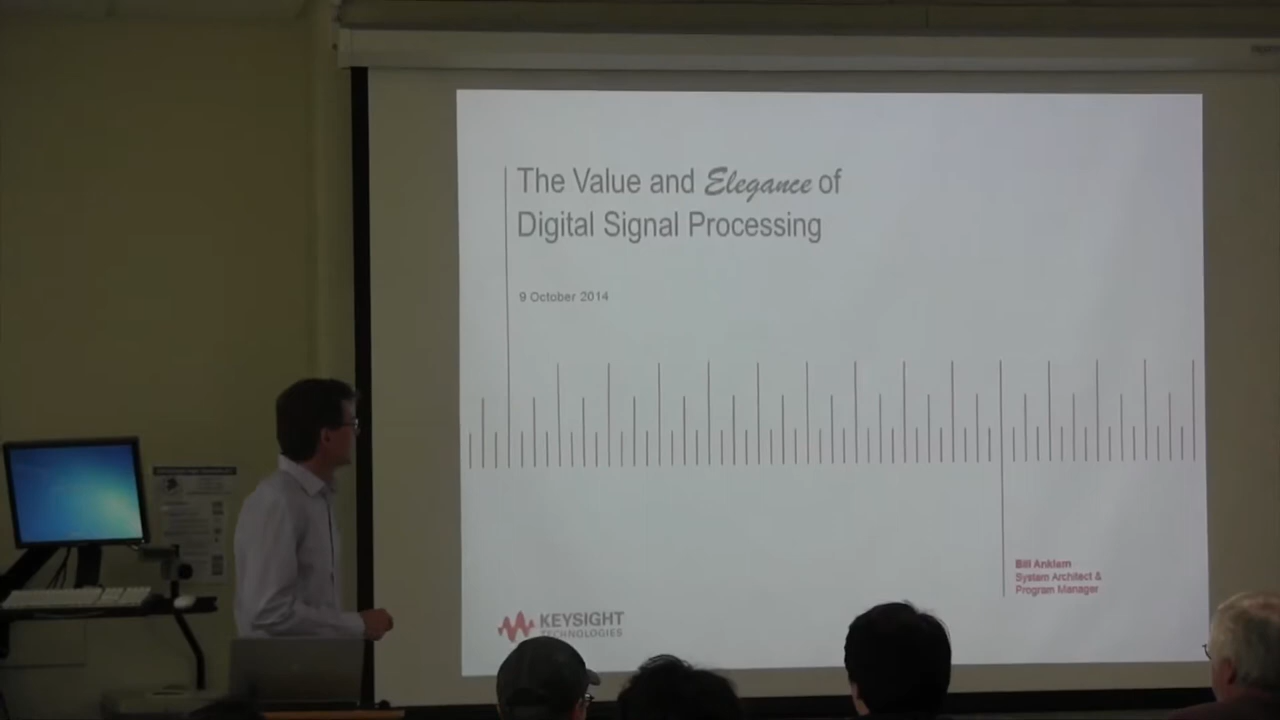 The Value and Elegance of
Digital Signal Processing
9 October 2014
Bill Anklam
System Architect &
Program Manager
KEYSIGHT
TECHNOLOGIES